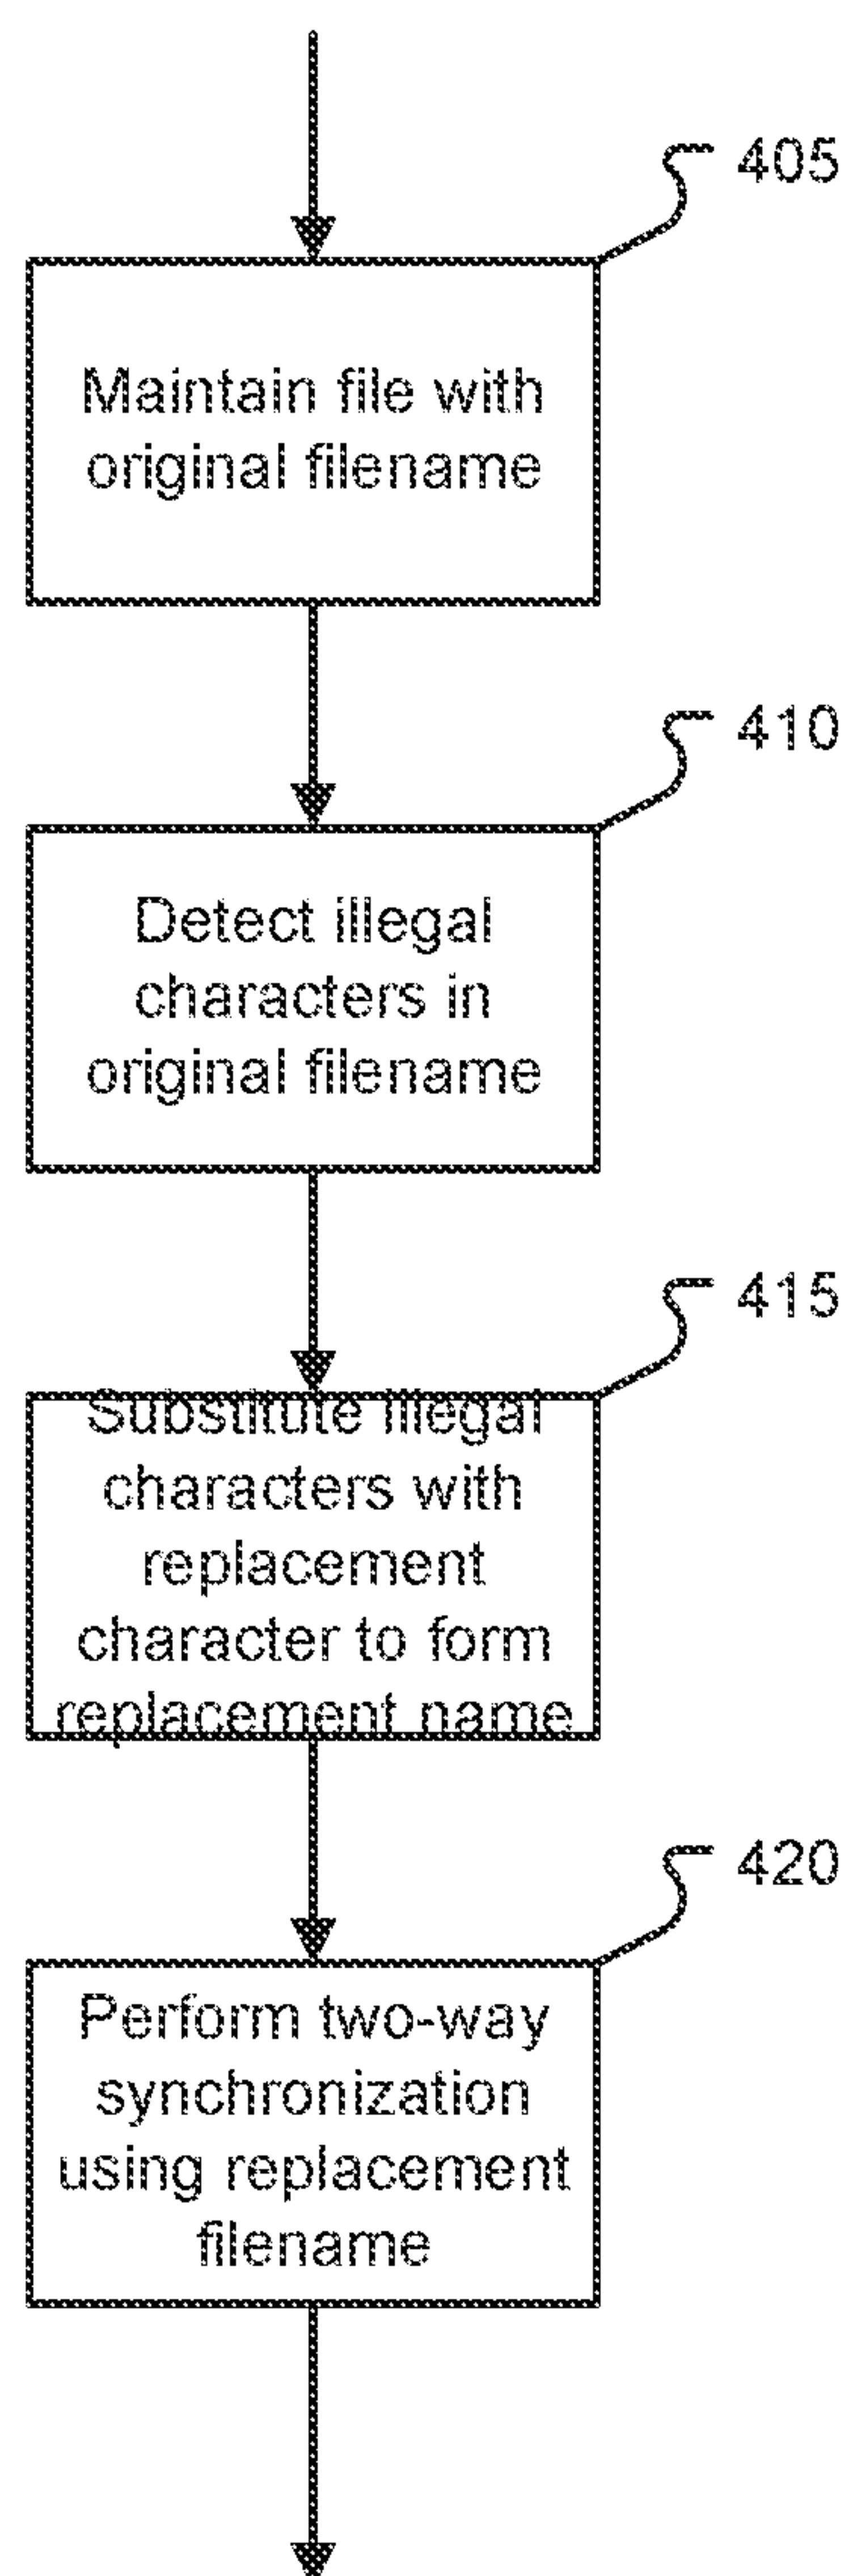 405
Maintain file with
original filename
410
Detect illegal
characters in
original filename
415
Substitute illegal
characters with
replacement
character to form
replacement name
420
Perform two-way
synchronization
using replacement
filename